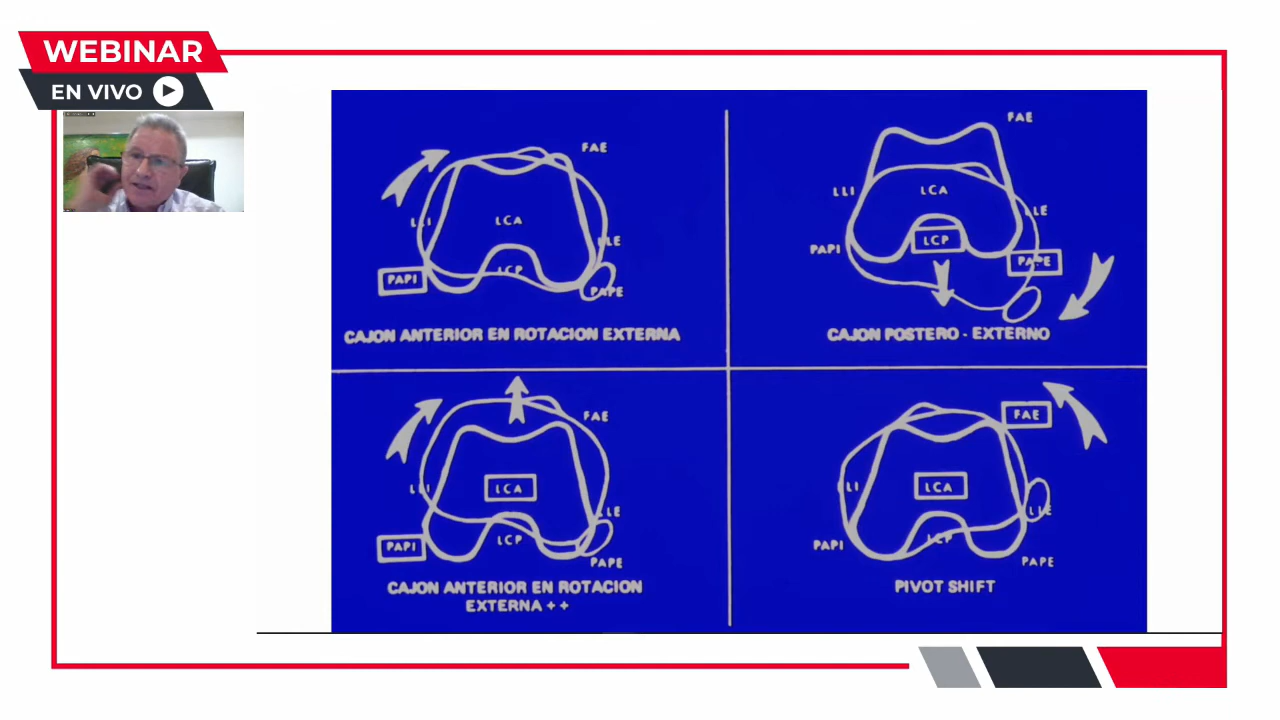 WEBINAR
EN VIVO
FAE
LLI
LCA
LLE
PAPI
LCP
PAPE
CAJON ANTERIOR EN ROTACION EXTERNA
FAE
LLI
LCA
LLE
PAPI
LCP
PAPE
CAJON POSTERO - EXTERNO
FAE
LLI
LCA
LLE
PAPI
LCP
PAPE
CAJON ANTERIOR EN ROTACION
EXTERNA + +
FAE
LLI
LCA
LLE
PAPI
LCP
PAPE
PIVOT SHIFT